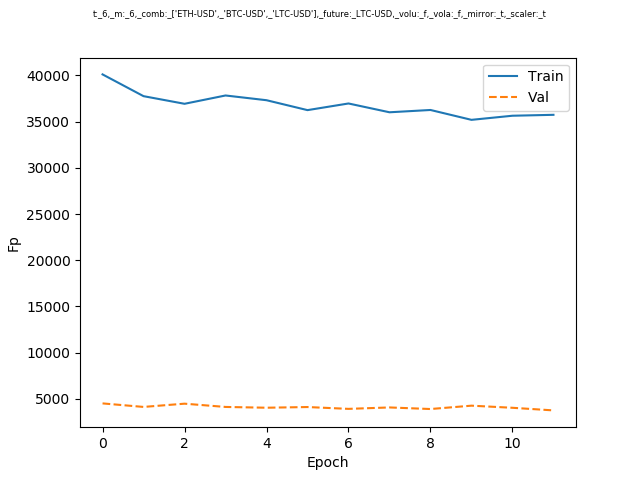 t:_6,_m:_6,_comb:_['ETH-USD',_'BTC-USD',_'LTC-USD'],_future:_LTC-USD,_volu:_f,_vola:_f,_mirror:_t,_scaler:_t
Train
Val
40000
35000
30000
25000
20000
15000
10000
5000
Fp
0 2 4 6 8 10
Epoch